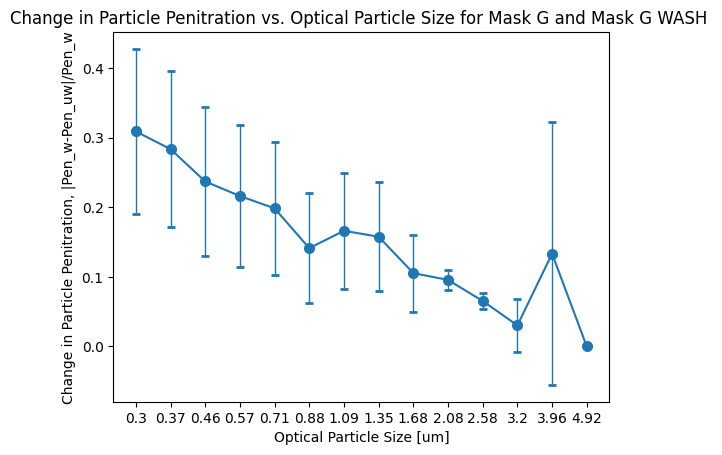 Change in Particle Penitration vs. Optical Particle Size for Mask G and Mask G WASH
Change in Particle Penitration, |Pen_w-Pen_uw|/Pen_w
0.4
0.3
0.2
0.1
0.0
0.3 0.37 0.46 0.57 0.71 0.88 1.09 1.35 1.68 2.08 2.58 3.2 3.96 4.92
Optical Particle Size [um]